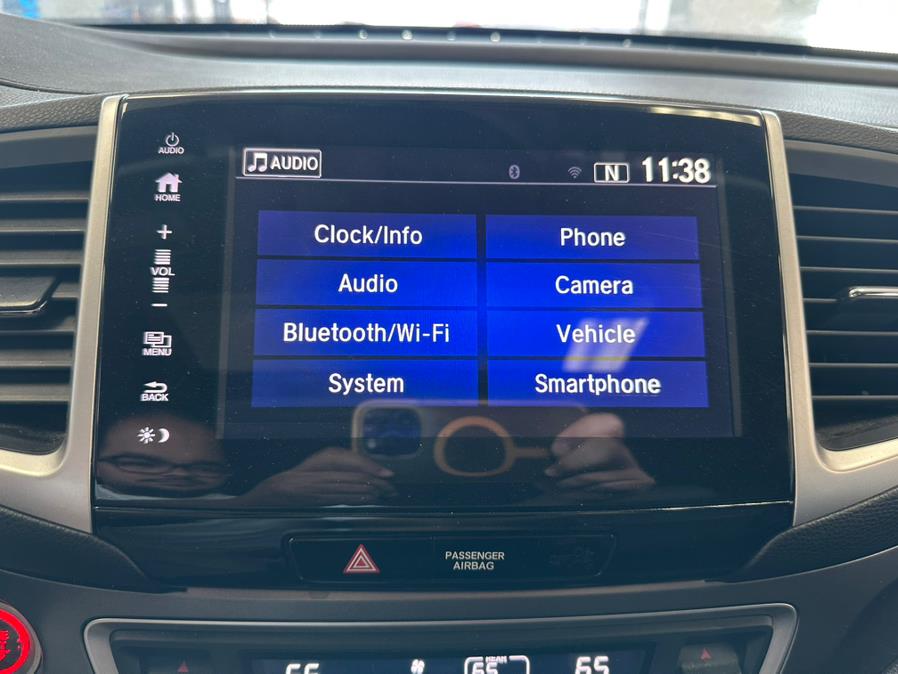 AUDIO
HOME
+
VOL
−
MENU
BACK
AUDIO
N
11:38
Clock/Info
Phone
Audio
Camera
Bluetooth/Wi-Fi
Vehicle
System
Smartphone
PASSENGER
AIRBAG
REAR
65
65